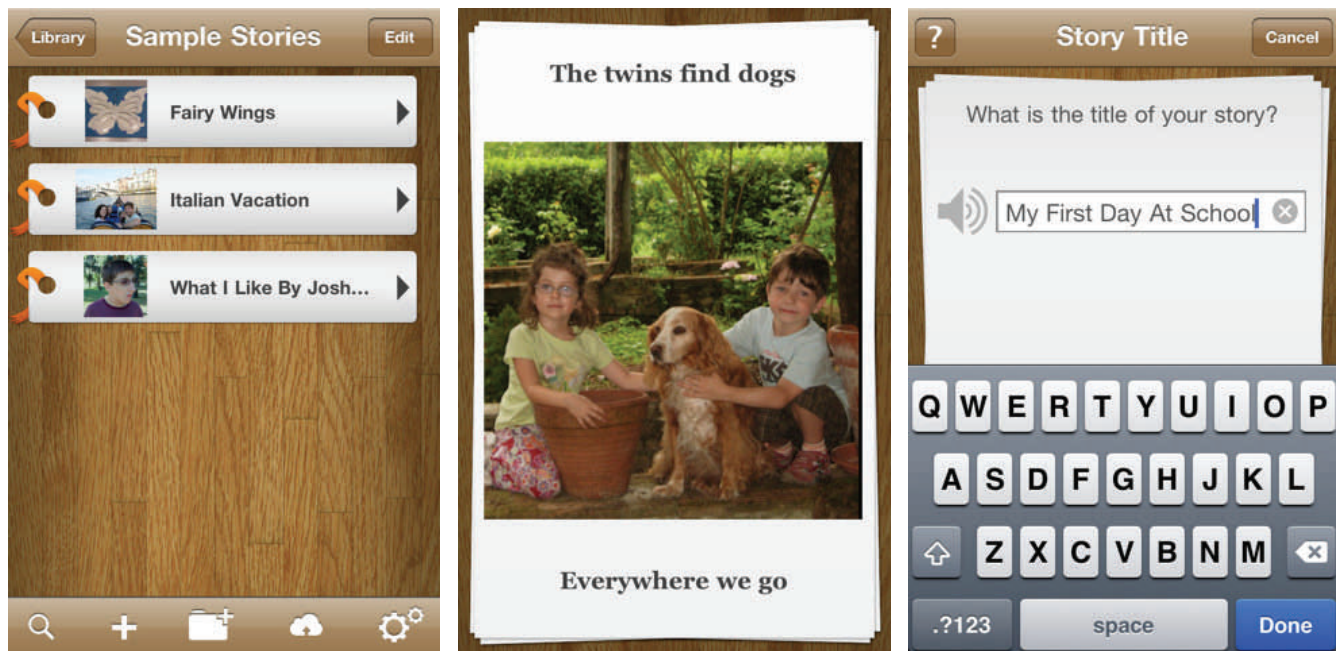 Library
Sample Stories
Edit
Fairy Wings
Italian Vacation
What I Like By Josh...
The twins find dogs
Everywhere we go
?
Story Title
Cancel
What is the title of your story?
My First Day At School
Q W E R T Y U I O P
A S D F G H J K L
Z X C V B N M
.?123
space
Done